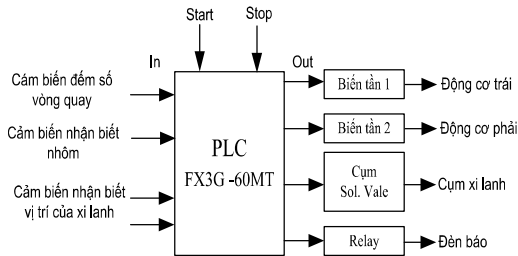 Start
Stop
In
Out
Cám biến đếm số
vòng quay
Cảm biến nhận biết
nhôm
Cảm biến nhận biết
vị trí của xi lanh
PLC
FX3G -60MT
Biến tần 1
Động cơ trái
Biến tần 2
Động cơ phải
Cụm
Sol. Vale
Cụm xi lanh
Relay
Đèn báo